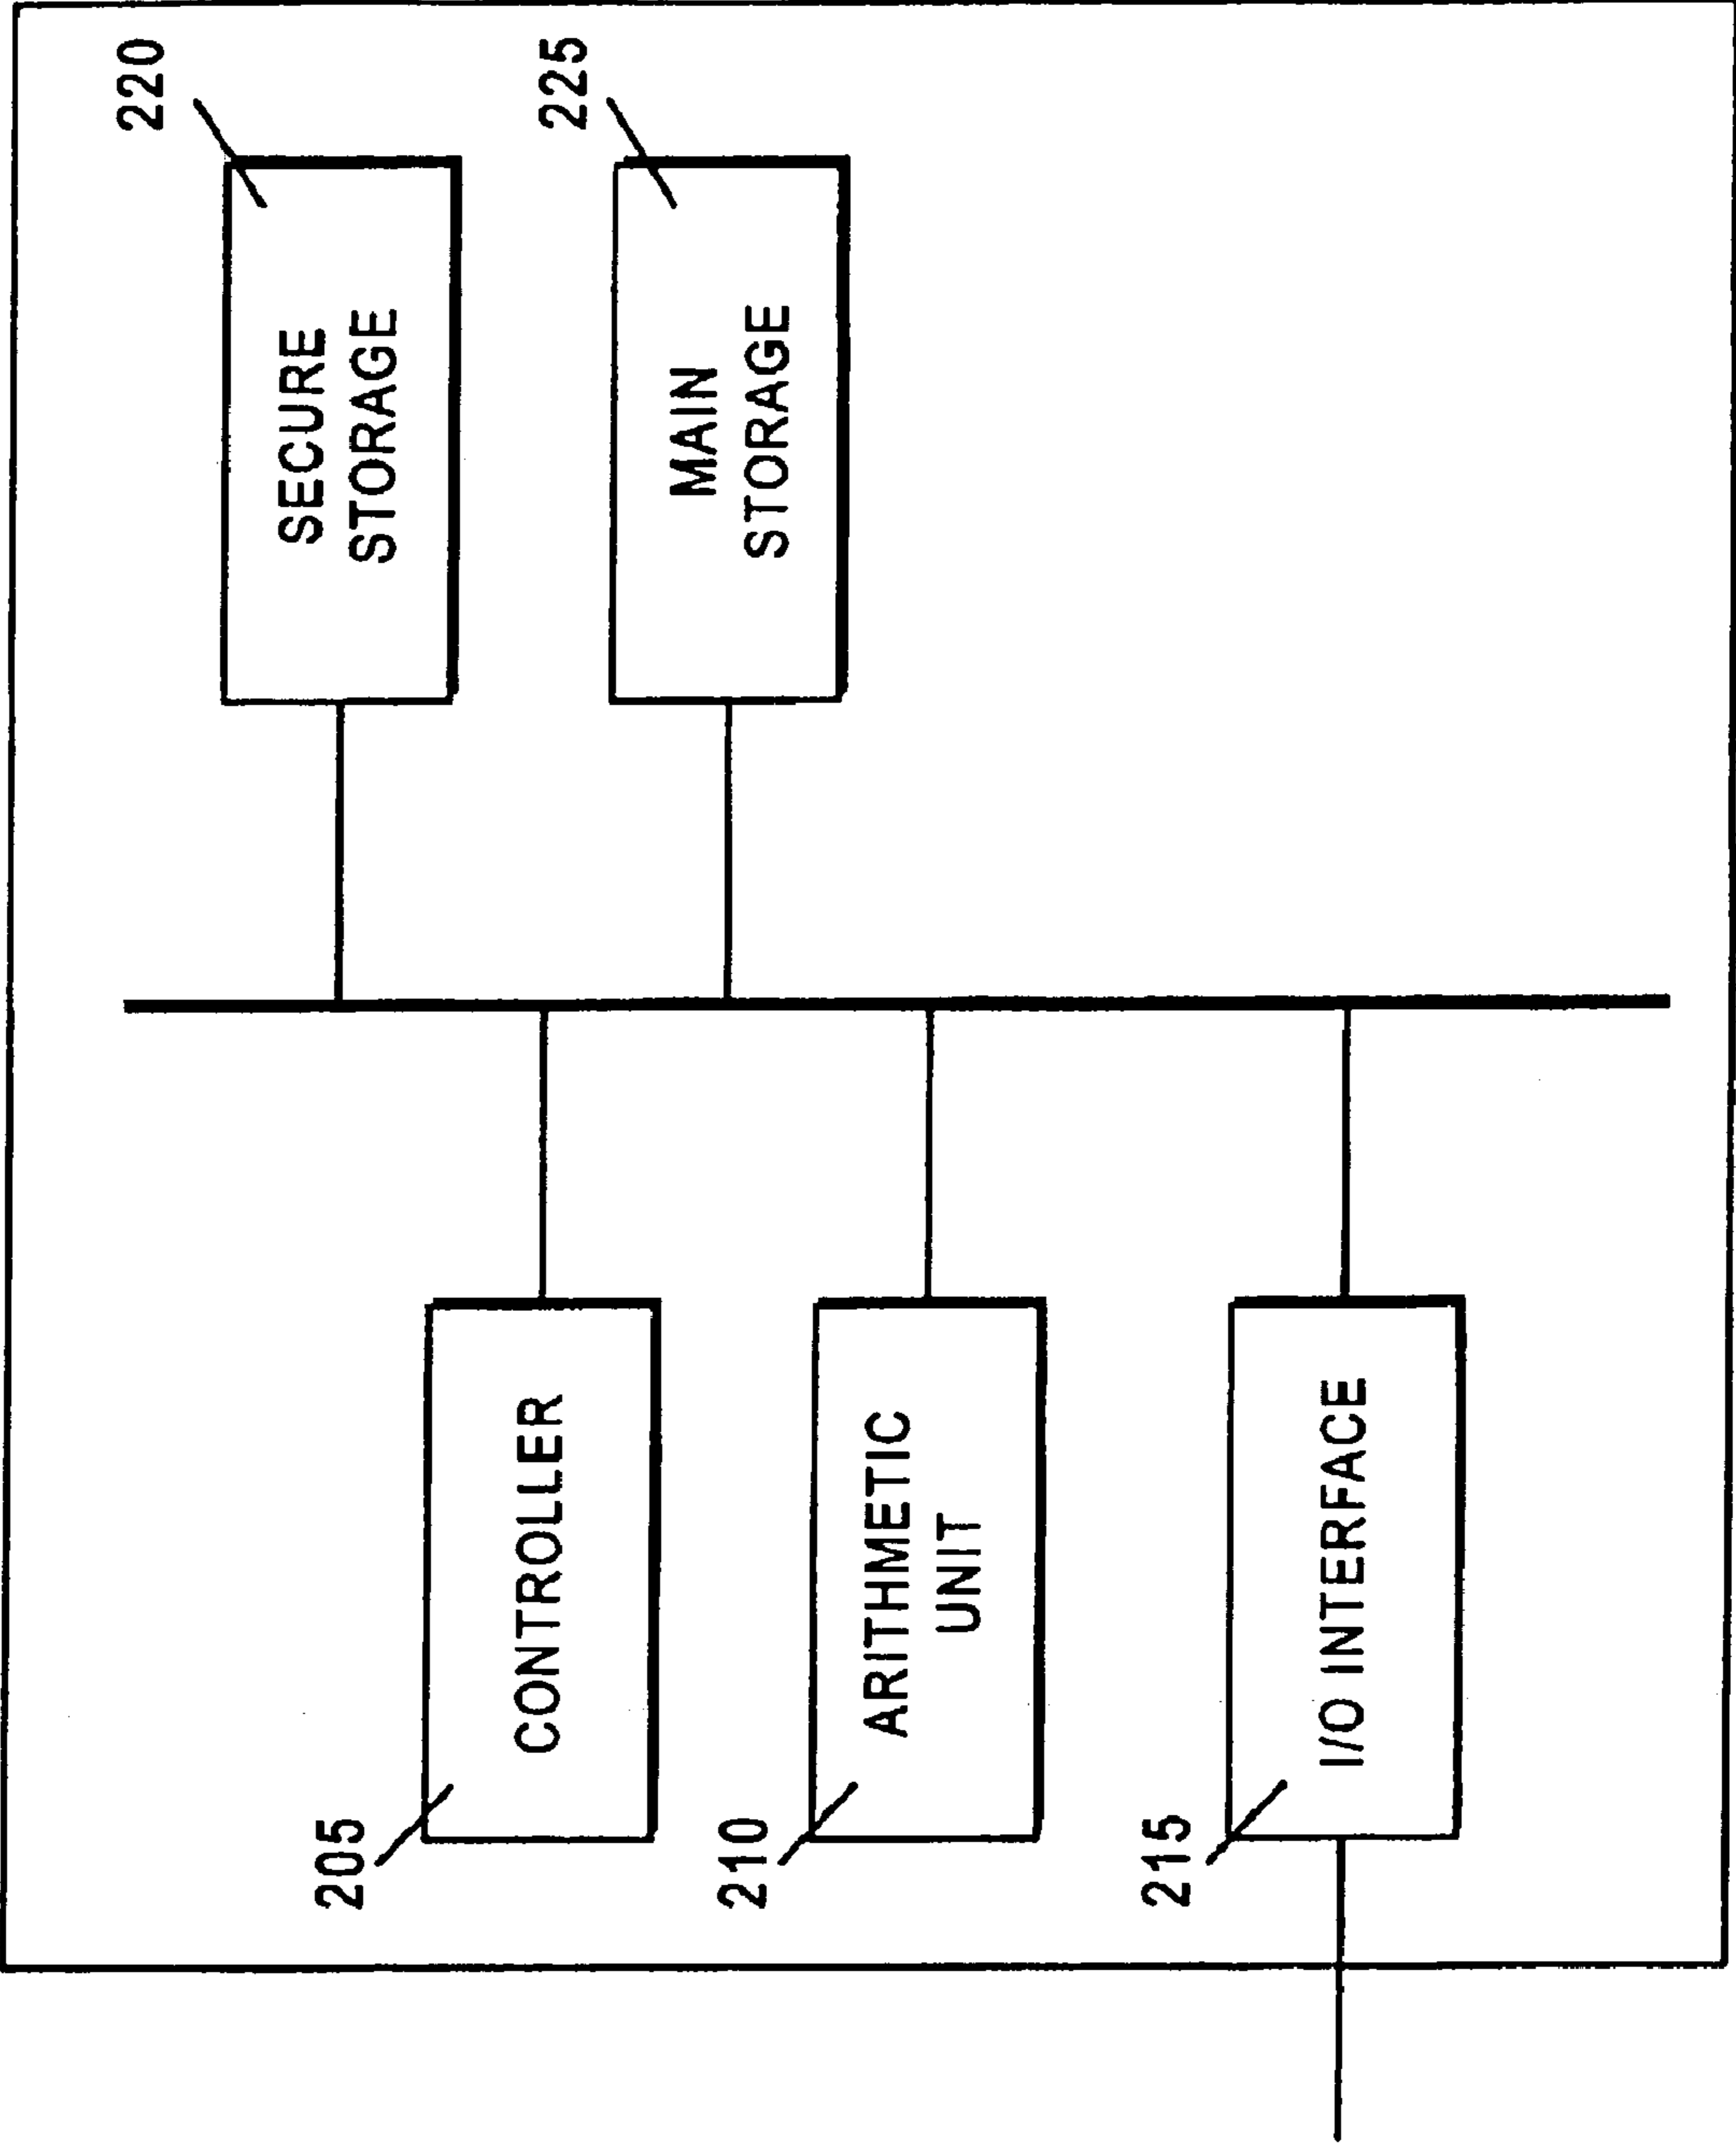 205
CONTROLLER
210
ARITHMETIC
UNIT
215
I/O INTERFACE
220
SECURE
STORAGE
225
MAIN
STORAGE